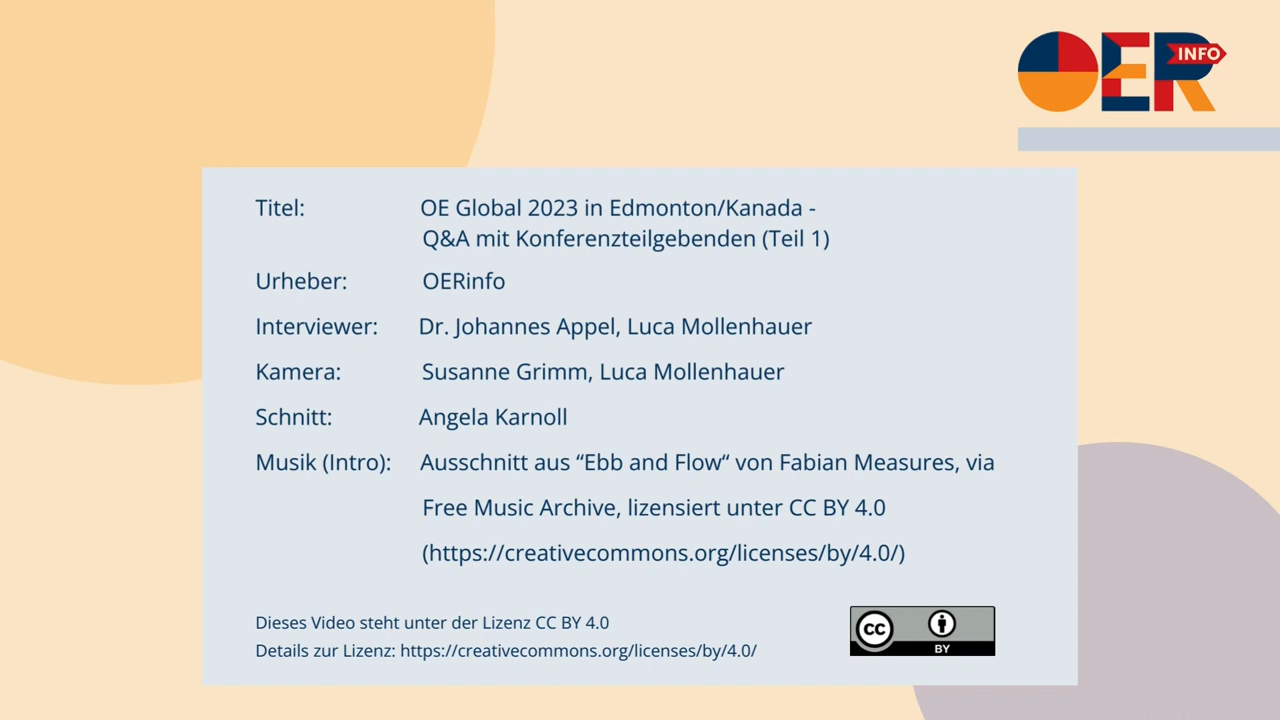 OER INFO
Titel: OE Global 2023 in Edmonton/Kanada -
Q&A mit Konferenzteilgebenden (Teil 1)
Urheber: OERinfo
Interviewer: Dr. Johannes Appel, Luca Mollenhauer
Kamera: Susanne Grimm, Luca Mollenhauer
Schnitt: Angela Karnoll
Musik (Intro): Ausschnitt aus “Ebb and Flow“ von Fabian Measures, via
Free Music Archive, lizensiert unter CC BY 4.0
(https://creativecommons.org/licenses/by/4.0/)
Dieses Video steht unter der Lizenz CC BY 4.0
Details zur Lizenz: https://creativecommons.org/licenses/by/4.0/
cc
BY